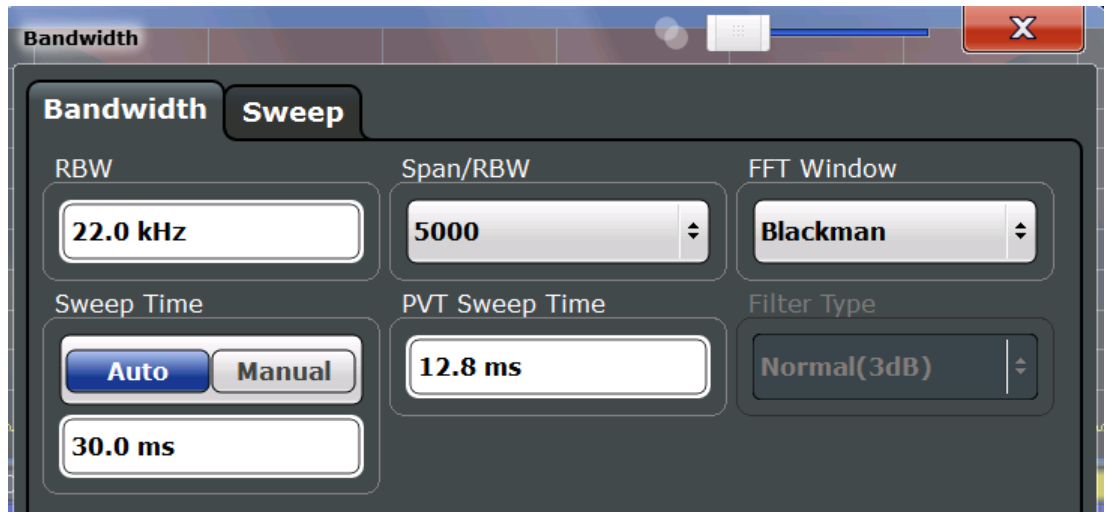 Bandwidth
X
Bandwidth Sweep
RBW Span/RBW FFT Window
22.0 kHz 5000 Blackman
Sweep Time PVT Sweep Time Filter Type
Auto Manual 12.8 ms Normal(3dB)
30.0 ms